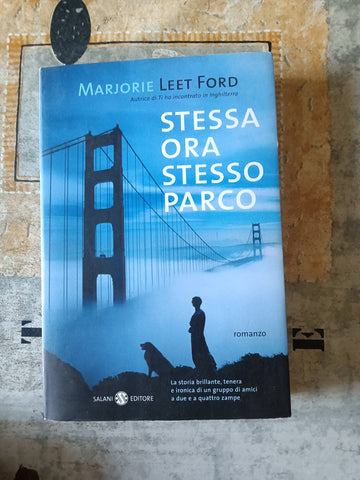 MARJORIE LEET FORD
Autrice di Ti ho incontrato in Inghilterra
STESSA
ORA
STESSO
PARCO
romanzo
La storia brillante, tenera
e ironica di un gruppo di amici
a due e a quattro zampe
SALANI EDITORE